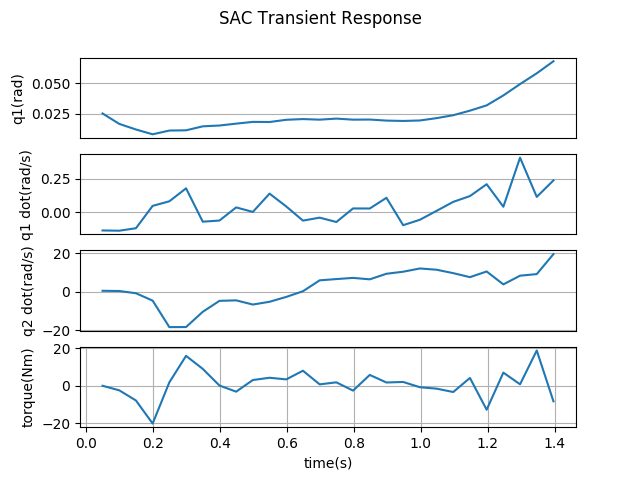 SAC Transient Response
q1(rad)
0.050
0.025
q1 dot(rad/s)
0.25
0.00
q2 dot(rad/s)
20
0
−20
torque(Nm)
20
0
−20
0.0 0.2 0.4 0.6 0.8 1.0 1.2 1.4
time(s)